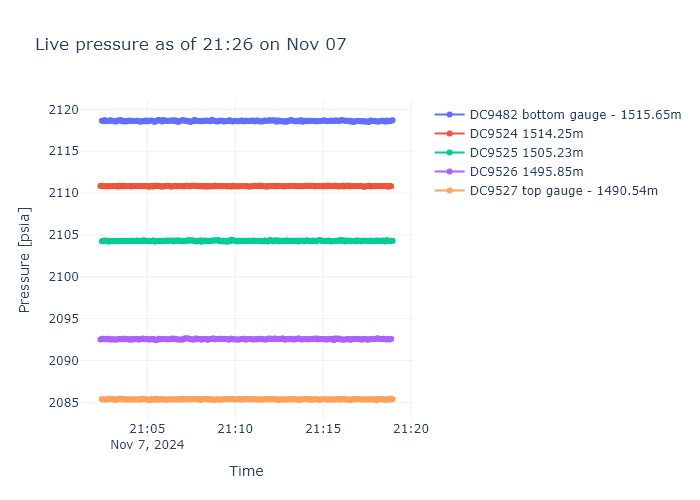 Live pressure as of 21:26 on Nov 07
DC9482 bottom gauge - 1515.65m
DC9524 1514.25m
DC9525 1505.23m
DC9526 1495.85m
DC9527 top gauge - 1490.54m
Pressure [psia]
2120
2115
2110
2105
2100
2095
2090
2085
21:05
21:10
21:15
21:20
Nov 7, 2024
Time